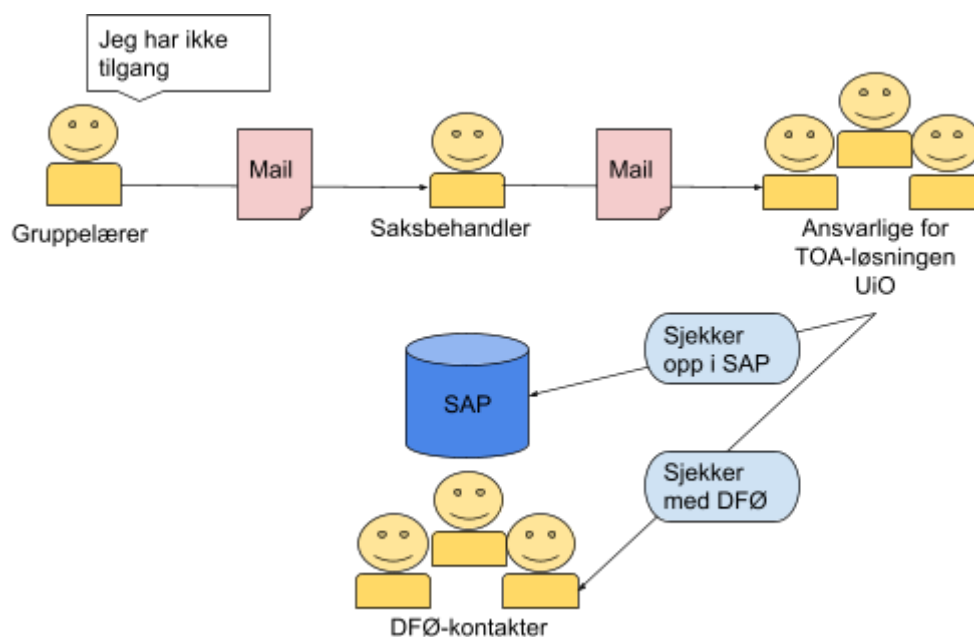 Jeg har ikke
tilgang
Mail
Mail
Gruppelærer
Saksbehandler
Ansvarlige for
TOA-løsningen
UiO
Sjekker
opp i SAP
SAP
Sjekker
med DFØ
DFØ-kontakter